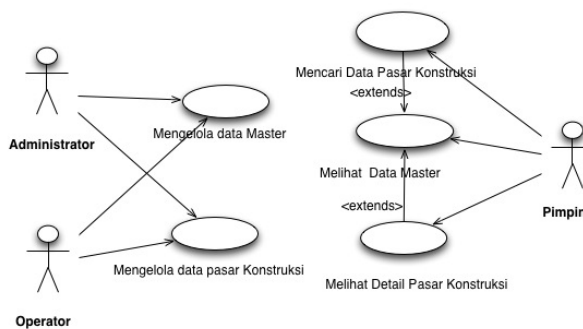 Mencari Data Pasar Konstruksi
<extends>
Administrator
Mengelola data Master
Melihat Data Master
<extends>
Pimpin
Mengelola data pasar Konstruksi
Melihat Detail Pasar Konstruksi
Operator